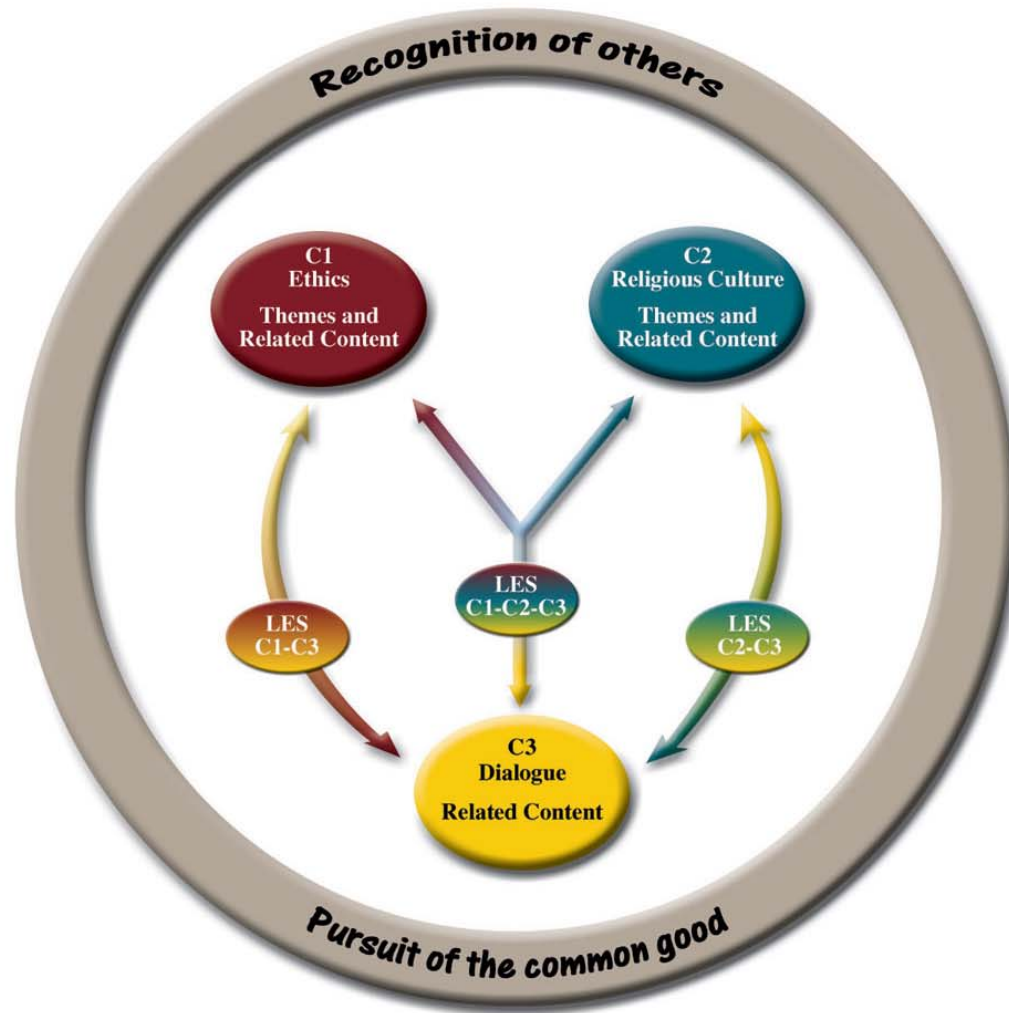 Recognition of others
C1
Ethics
Themes and
Related Content
C2
Religious Culture
Themes and
Related Content
LES
C1-C3
LES
C1-C2-C3
LES
C2-C3
C3
Dialogue
Related Content
Pursuit of the common good